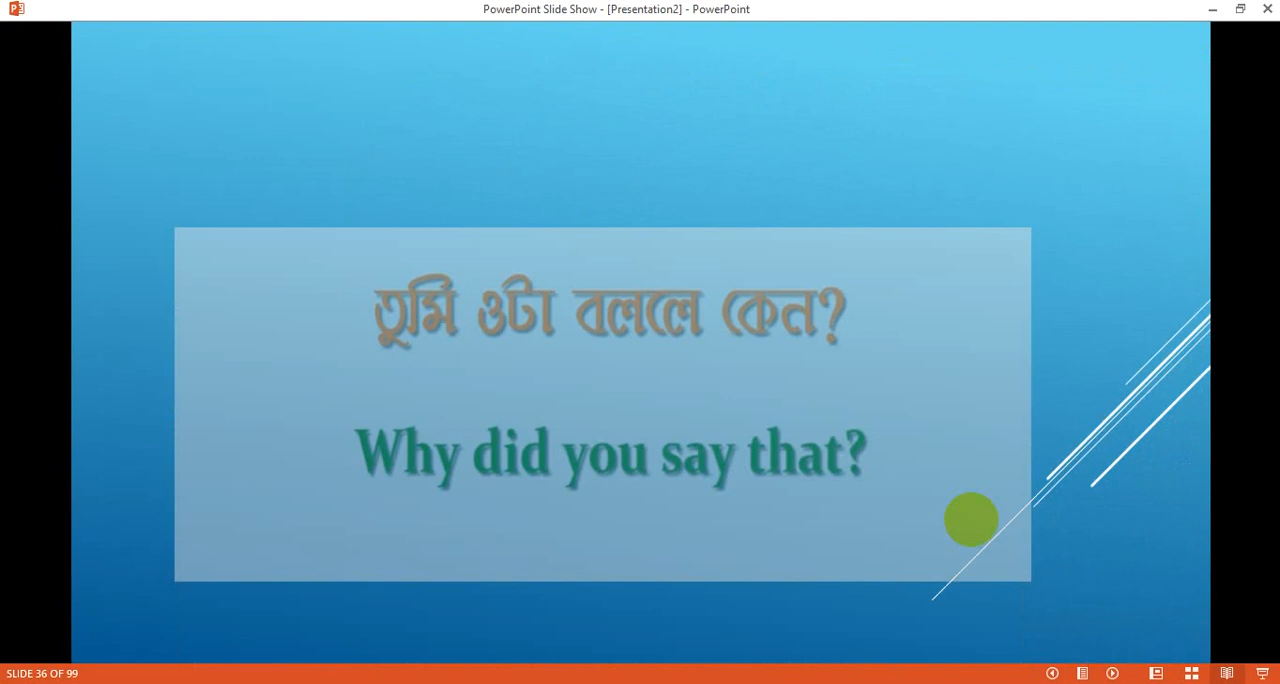 PowerPoint Slide Show - [Presentation2] - PowerPoint
তুমি ওটা বললে কেন?
Why did you say that?
SLIDE 36 OF 99